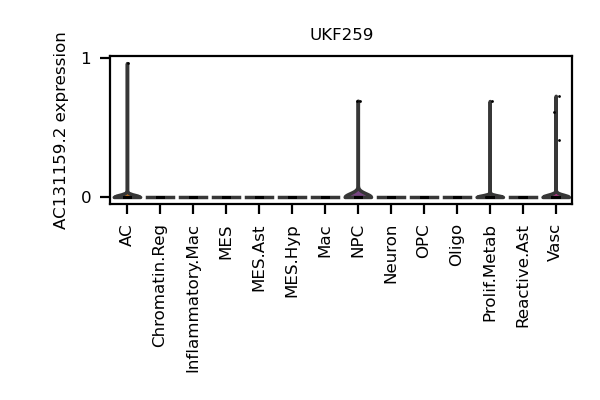 UKF259
AC131159.2 expression
1
0
AC
Chromatin.Reg
Inflammatory.Mac
MES
MES.Ast
MES.Hyp
Mac
NPC
Neuron
OPC
Oligo
Prolif.Metab
Reactive.Ast
Vasc